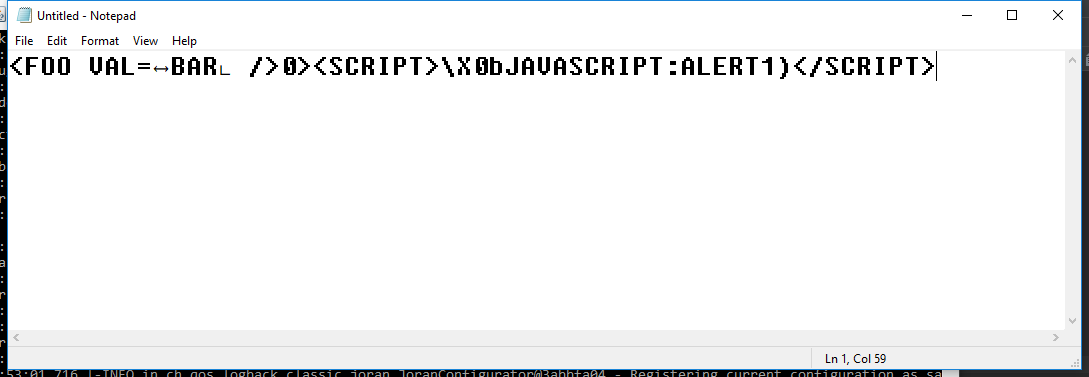 Untitled - Notepad
File Edit Format View Help
<FOO VAL=↔BAR∟ />0><SCRIPT>\X0bJAVASCRIPT:ALERT1)</SCRIPT>
Ln 1, Col 59
:53:01,716 |-INFO in ch.qos.logback.classic.joran.JoranConfigurator@3abbfa04 - Registering current configuration as sa